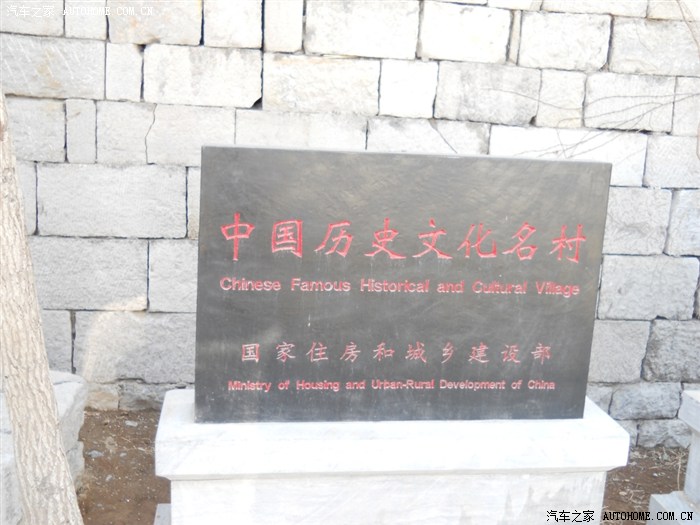 汽车之家 AUTOHOME.COM.CN
中国历史文化名村
Chinese Famous Historical and Cultural Village
国家住房和城乡建设部
Ministry of Housing and Urban-Rural Development of China
汽车之家 AUTOHOME.COM.CN